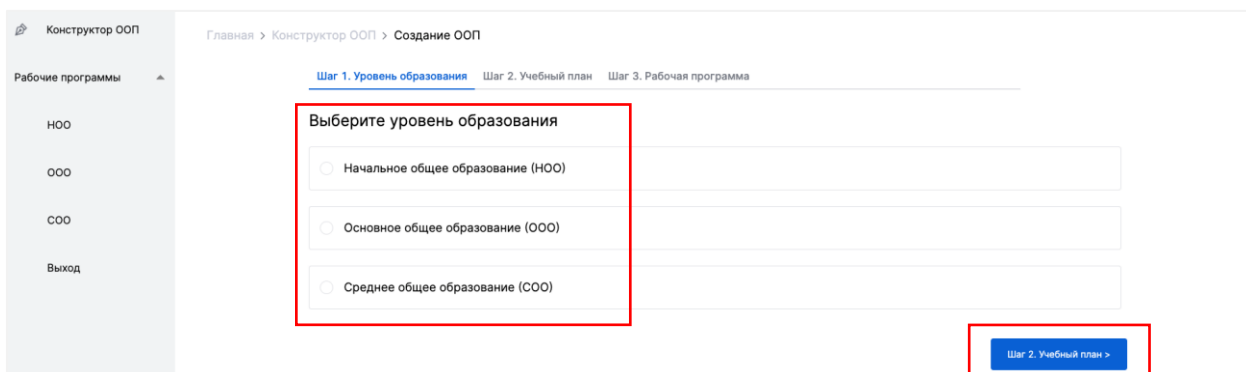 Конструктор ООП
Рабочие программы
НОО
ООО
СОО
Выход
Главная > Конструктор ООП > Создание ООП
Шаг 1. Уровень образования Шаг 2. Учебный план Шаг 3. Рабочая программа
Выберите уровень образования
Начальное общее образование (НОО)
Основное общее образование (ООО)
Среднее общее образование (СОО)
Шаг 2. Учебный план >